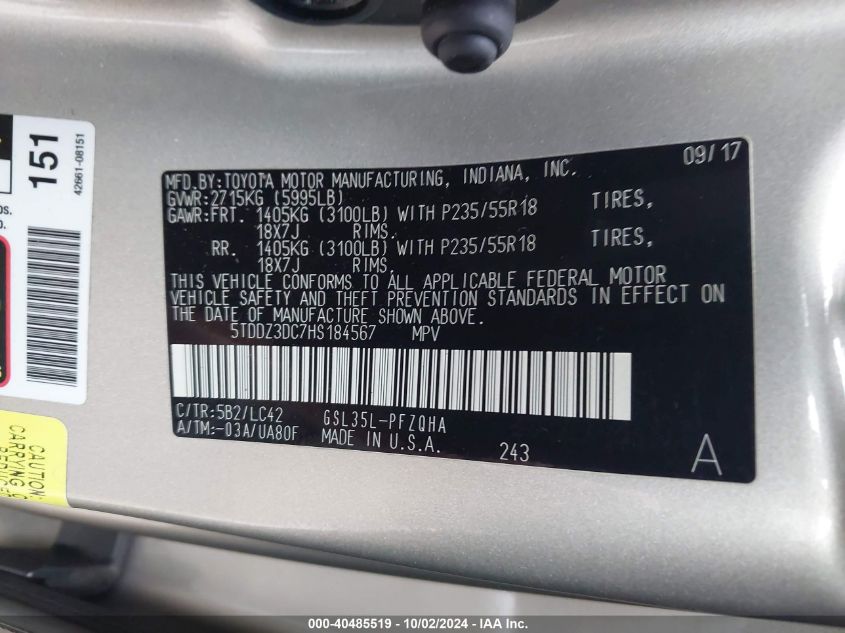 151
42661-08151
09/17
MFD.BY:TOYOTA MOTOR MANUFACTURING, INDIANA, INC.
GVWR:2715KG (5995LB)
GAWR:FRT. 1405KG (3100LB) WITH P235/55R18 TIRES,
18X7J RIMS.
RR. 1405KG (3100LB) WITH P235/55R18 TIRES,
18X7J RIMS.
THIS VEHICLE CONFORMS TO ALL APPLICABLE FEDERAL MOTOR
VEHICLE SAFETY AND THEFT PREVENTION STANDARDS IN EFFECT ON
THE DATE OF MANUFACTURE SHOWN ABOVE.
5TDDZ3DC7HS184567 MPV
C/TR:5B2/LC42 GSL35L-PFZQHA
A/TM:-03A/UA80F MADE IN U.S.A. 243 A
CAUTION:
CARRYING
000-40485519 - 10/02/2024 - IAA Inc.